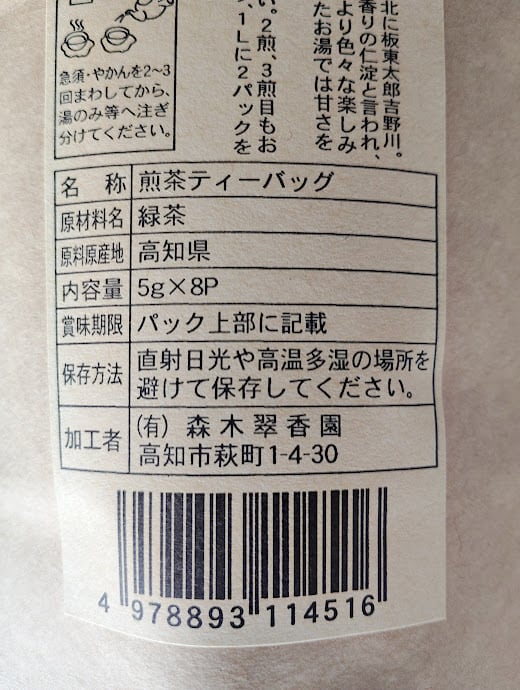 北に板東太郎吉野川。
香りの仁淀と言われ、
より色々な楽しみ
たお湯では甘さを
い。2煎、3煎目もお
、1Lに2パックを
急須・やかんを2~3
回まわしてから、
湯のみ等へ注ぎ
分けてください。
名 称 煎茶ティーバッグ
原材料名 緑茶
原料原産地 高知県
内容量 5g×8P
賞味期限 パック上部に記載
保存方法 直射日光や高温多湿の場所を
避けて保存してください。
加工者 (有) 森木翠香園
高知市萩町1-4-30
4 978893 114516